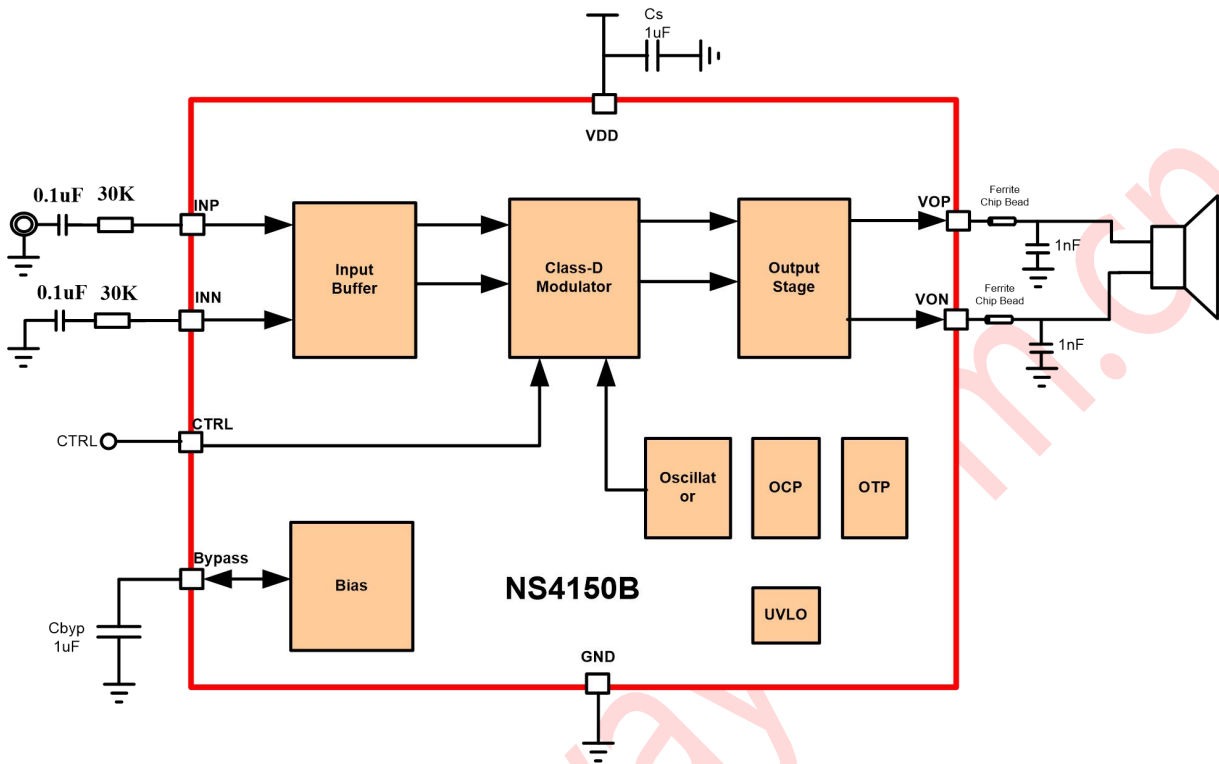 Cs
1uF
VDD
0.1uF 30K
INP
Input
Buffer
Class-D
Modulator
Output
Stage
VOP
Ferrite
Chip Bead
1nF
0.1uF 30K
INN
VON
Ferrite
Chip Bead
1nF
CTRL
CTRL
Oscillat
or
OCP
OTP
Bypass
Bias
NS4150B
UVLO
Cbyp
1uF
GND